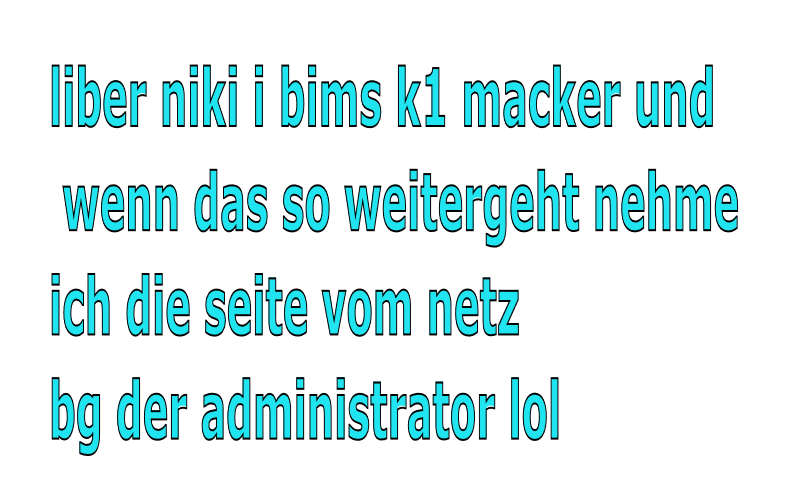 liber niki i bims k1 macker und
wenn das so weitergeht nehme
ich die seite vom netz
bg der administrator lol